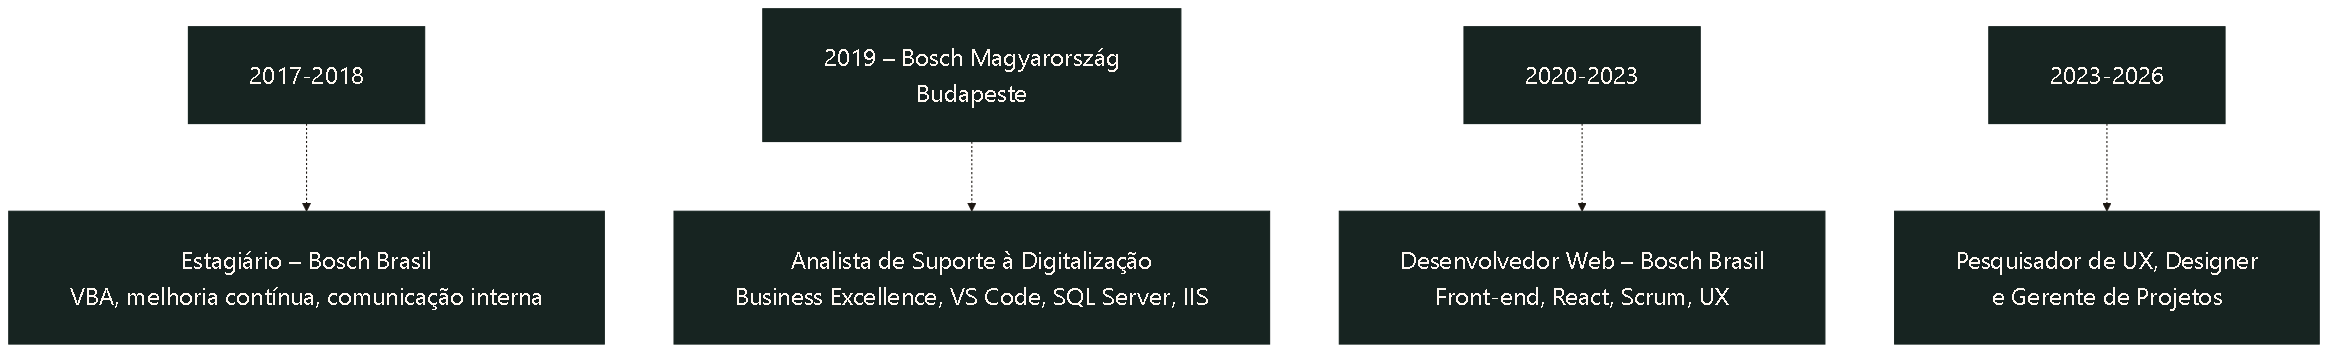 2017-2018
Estagiário – Bosch Brasil
VBA, melhoria contínua, comunicação interna
2019 – Bosch Magyarország
Budapeste
Analista de Suporte à Digitalização
Business Excellence, VS Code, SQL Server, IIS
2020-2023
Desenvolvedor Web – Bosch Brasil
Front-end, React, Scrum, UX
2023-2026
Pesquisador de UX, Designer
e Gerente de Projetos